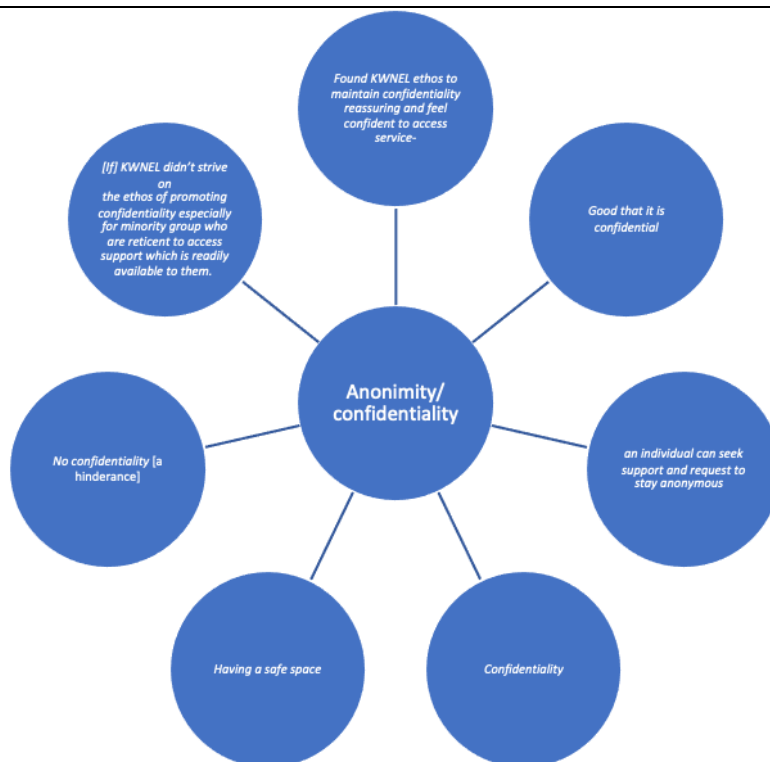 Found KWNEL ethos to
maintain confidentiality
reassuring and feel
confident to access
service-
[If] KWNEL didn't strive
on
the ethos of promoting
confidentiality especially
for minority group who
are reticent to access
support which is readily
available to them.
Good that it is
confidential
Anonimity/
confidentiality
No confidentiality [a
hinderance]
an individual can seek
support and request to
stay anonymous
Having a safe space
Confidentiality